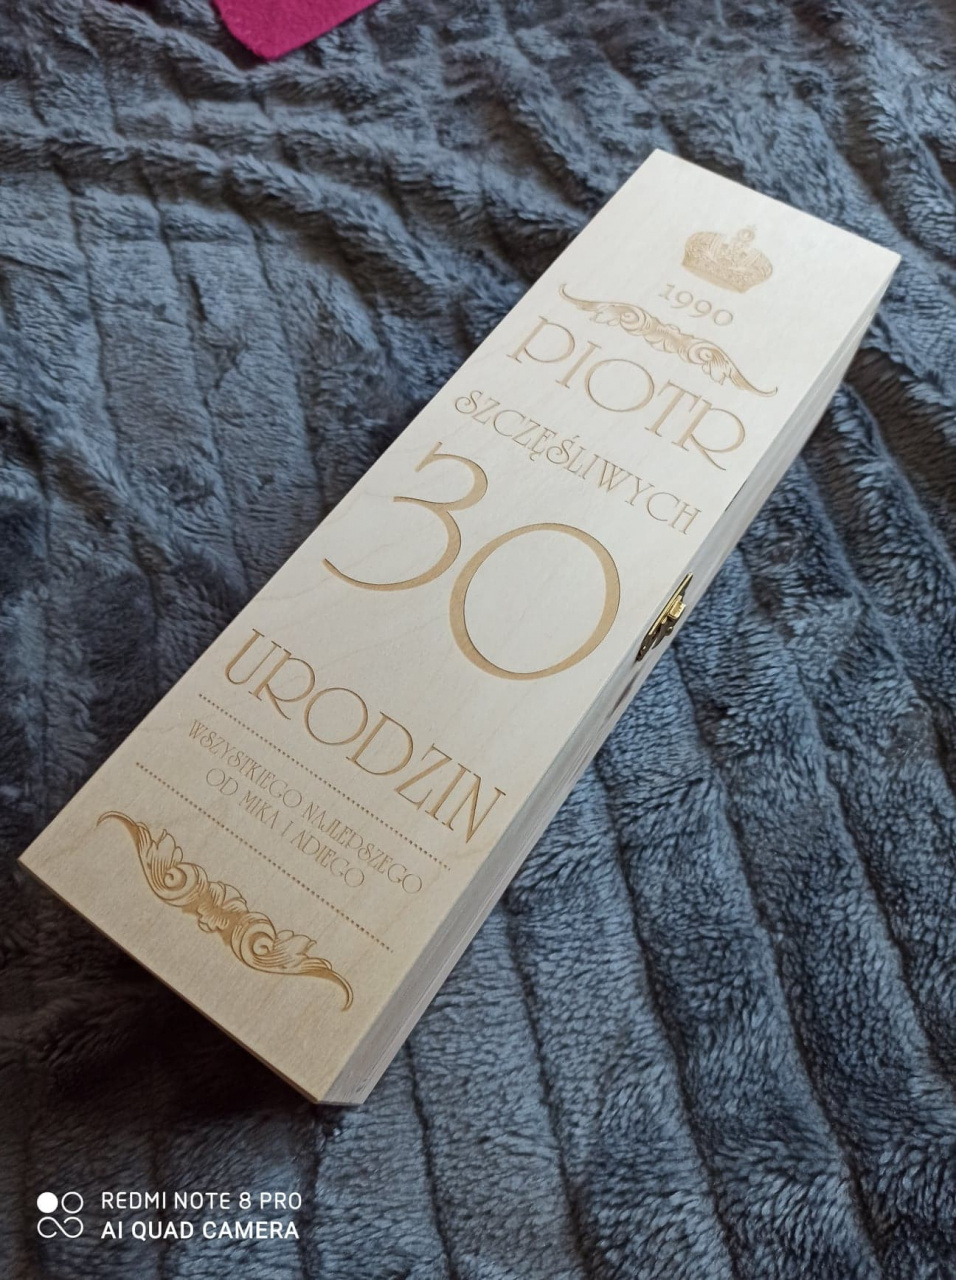 1990
PIOTR
SZCZĘŚLIWYCH
30
URODZIN
WSZYSTKIEGO NAJLEPSZEGO
OD MIKA I ADIEGO
REDMI NOTE 8 PRO
AI QUAD CAMERA